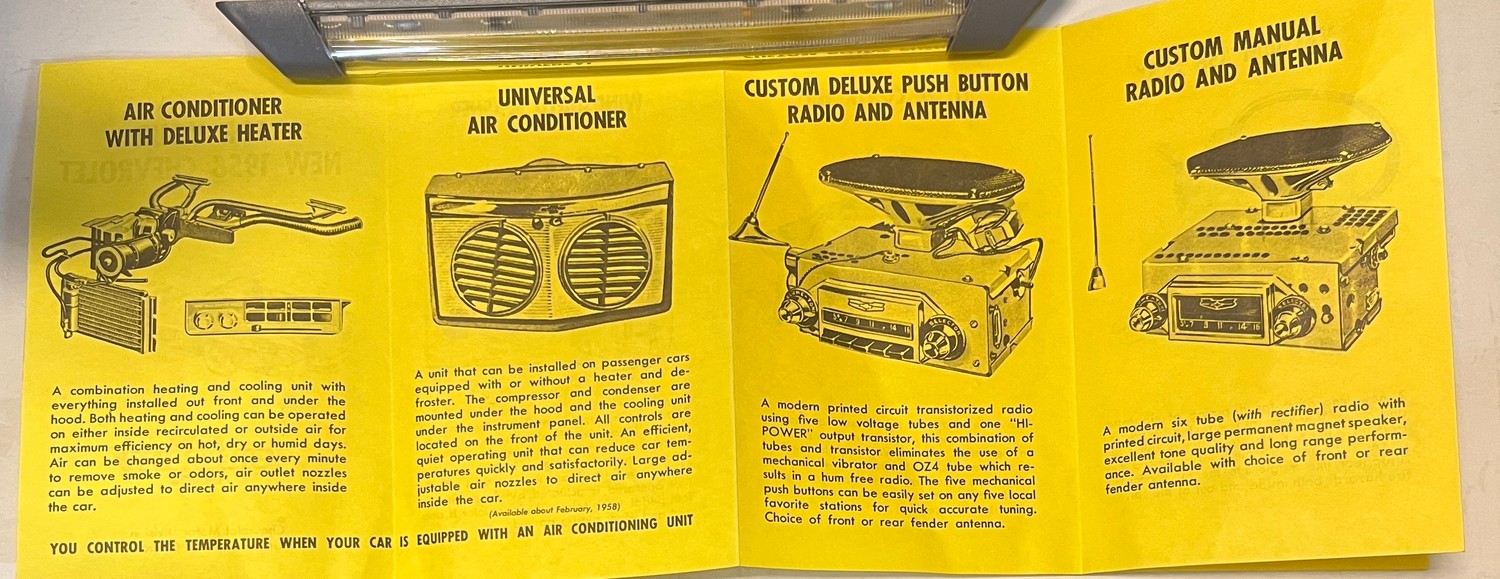 AIR CONDITIONER
WITH DELUXE HEATER
A combination heating and cooling unit with
everything installed out front and under the
hood. Both heating and cooling can be operated
on either inside recirculated or outside air for
maximum efficiency on hot, dry or humid days.
Air can be changed about once every minute
to remove smoke or odors, air outlet nozzles
can be adjusted to direct air anywhere inside
the car.
UNIVERSAL
AIR CONDITIONER
A unit that can be installed on passenger cars
equipped with or without a heater and de-
froster. The compressor and condenser are
mounted under the hood and the cooling unit
under the instrument panel. All controls are
located on the front of the unit. An efficient,
quiet operating unit that can reduce car tem-
peratures quickly and satisfactorily. Large ad-
justable air nozzles to direct air anywhere
inside the car.
(Available about February, 1958)
YOU CONTROL THE TEMPERATURE WHEN YOUR CAR IS EQUIPPED WITH AN AIR CONDITIONING UNIT
CUSTOM DELUXE PUSH BUTTON
RADIO AND ANTENNA
SELECTOR
A modern printed circuit transistorized radio
using five low voltage tubes and one "HI-
POWER" output transistor, this combination of
tubes and transistor eliminates the use of a
mechanical vibrator and OZ4 tube which re-
sults in a hum free radio. The five mechanical
push buttons can be easily set on any five local
favorite stations for quick accurate tuning.
Choice of front or rear fender antenna.
CUSTOM MANUAL
RADIO AND ANTENNA
SELECTOR
A modern six tube (with rectifier) radio with
printed circuit, large permanent magnet speaker,
excellent tone quality and long range perform-
ance. Available with choice of front or rear
fender antenna.